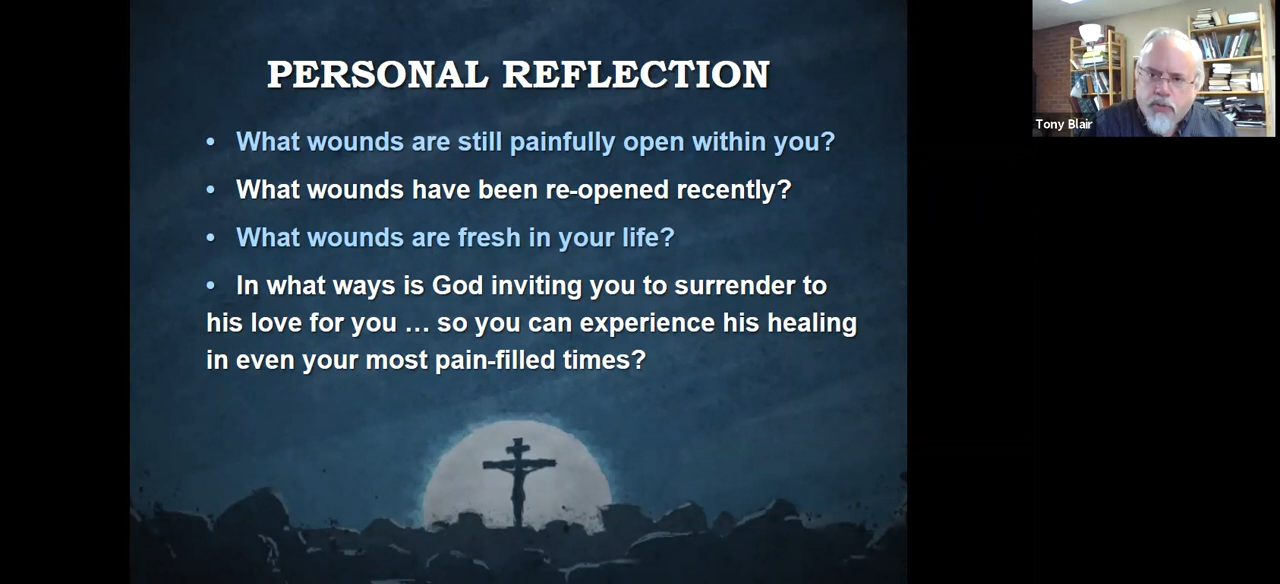 PERSONAL REFLECTION
• What wounds are still painfully open within you?
• What wounds have been re-opened recently?
• What wounds are fresh in your life?
• In what ways is God inviting you to surrender to
his love for you … so you can experience his healing
in even your most pain-filled times?
Tony Blair